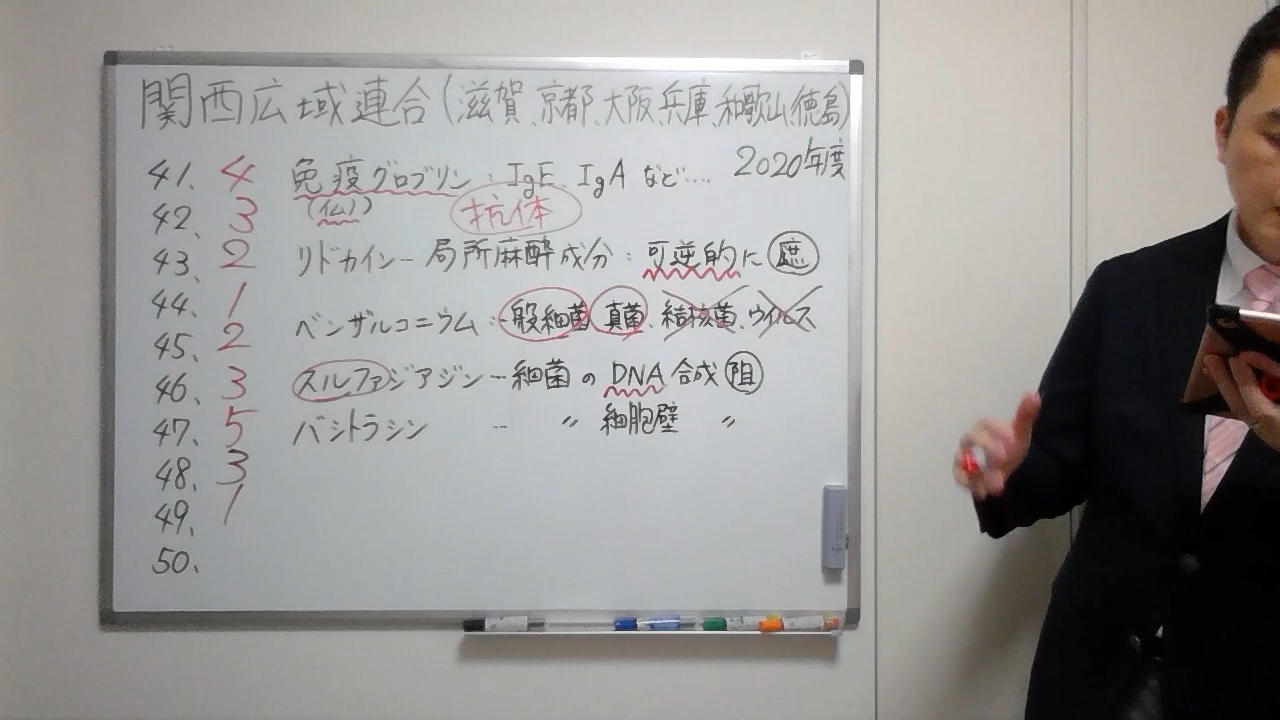 関西広域連合(滋賀、京都、大阪、兵庫、和歌山、徳島)
2020年度
41. 4 免疫グロブリン：IgE、IgA など....
42. 3 (イムノ) 抗体
43. 2 リドカイン-- 局所麻酔成分：可逆的に 遮
44. 1
45. 2 ベンザルコニウム：一般細菌 真菌、結核菌、ウイルス
46. 3 スルファジアジン -- 細菌の DNA 合成 阻
47. 5 バシトラシン -- 〃 細胞壁 〃
48. 3
49. 1
50.